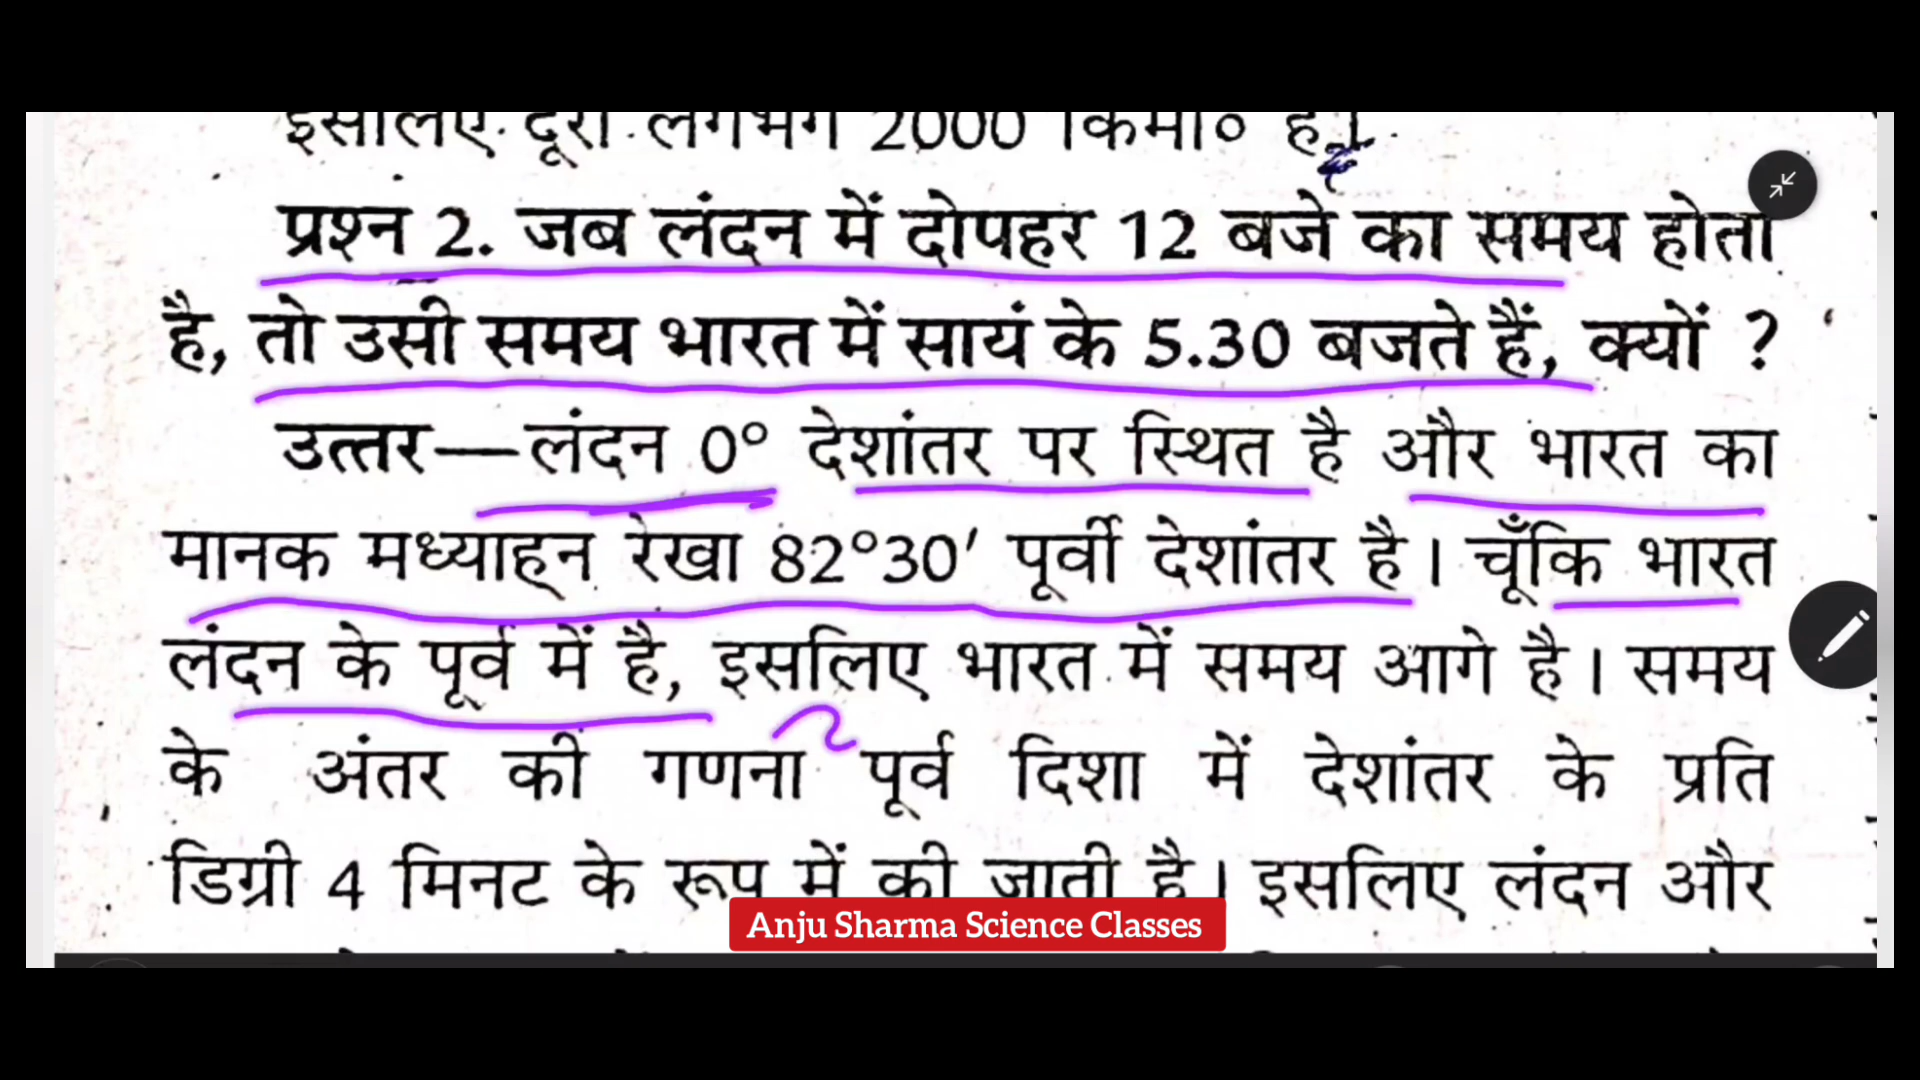 इसलिए दूरी लगभग 2000 किमी० है।
प्रश्न 2. जब लंदन में दोपहर 12 बजे का समय होता
है, तो उसी समय भारत में सायं के 5.30 बजते हैं, क्यों ?
उत्तर—लंदन 0° देशांतर पर स्थित है और भारत का
मानक मध्याह्न रेखा 82°30′ पूर्वी देशांतर है। चूँकि भारत
लंदन के पूर्व में है, इसलिए भारत में समय आगे है। समय
के अंतर की गणना पूर्व दिशा में देशांतर के प्रति
डिग्री 4 मिनट के रूप में की जाती है। इसलिए लंदन और
Anju Sharma Science Classes